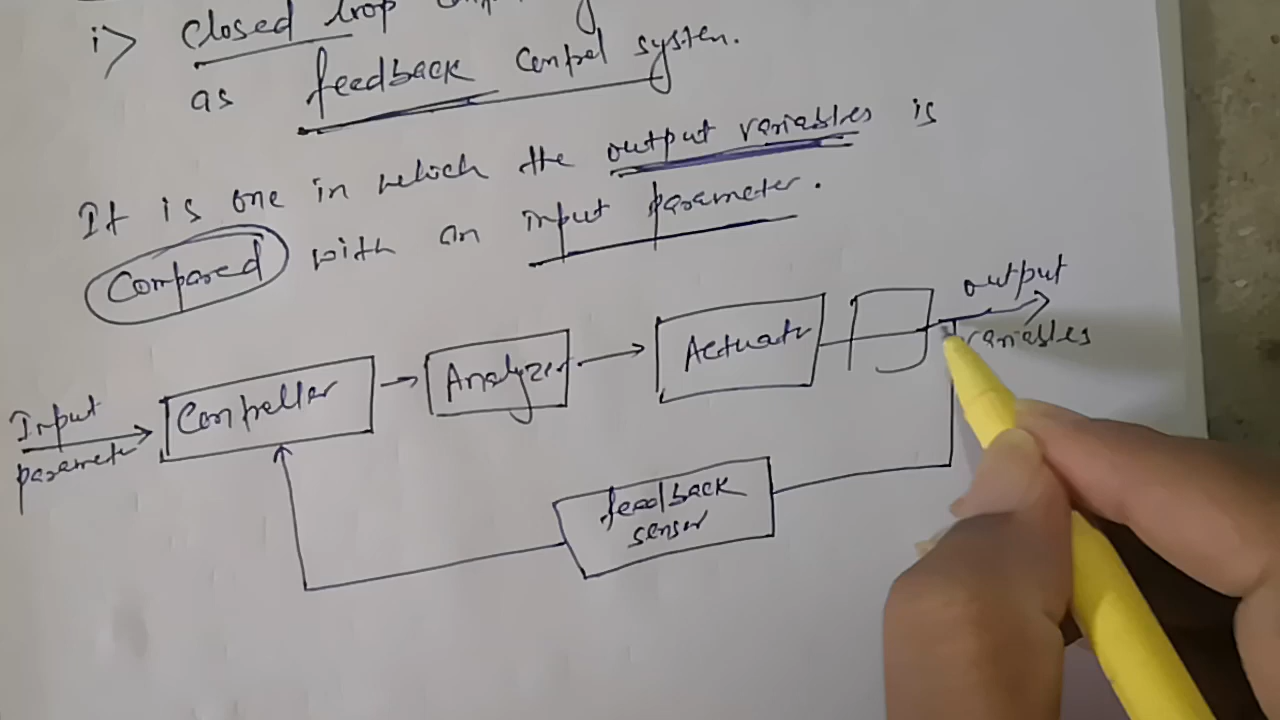 i> Closed
as feedback Control system.
It is one in which the output variables is
Compared with an input parameter.
output
variables
Input
parameter
Controller
Analyzer
Actuator
feedback
sensor